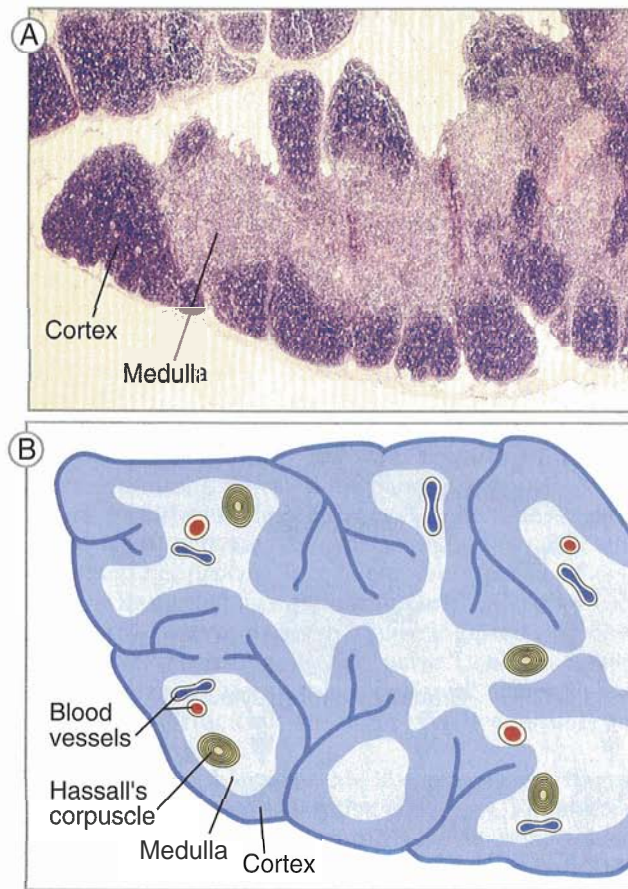 A
Cortex
Medulla
B
Blood
vessels
Hassall's
corpuscle
Medulla
Cortex